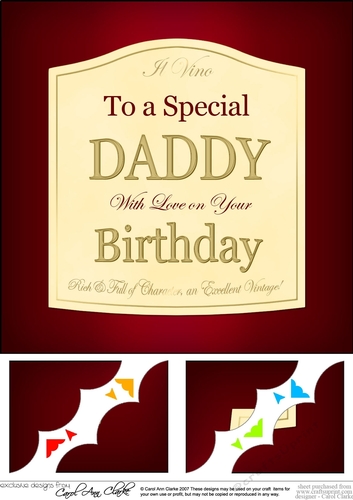 Il Vino
To a Special
DADDY
With Love on Your
Birthday
Rich & Full of Character, an Excellent Vintage!
exclusive designs from
Carol Ann Clarke
© Carol Ann Clarke 2007 These designs may be used on your craft items for
your own use or profit, but may not be copied or reproduced in any way.
sheet purchased from
designer - Carol Clarke